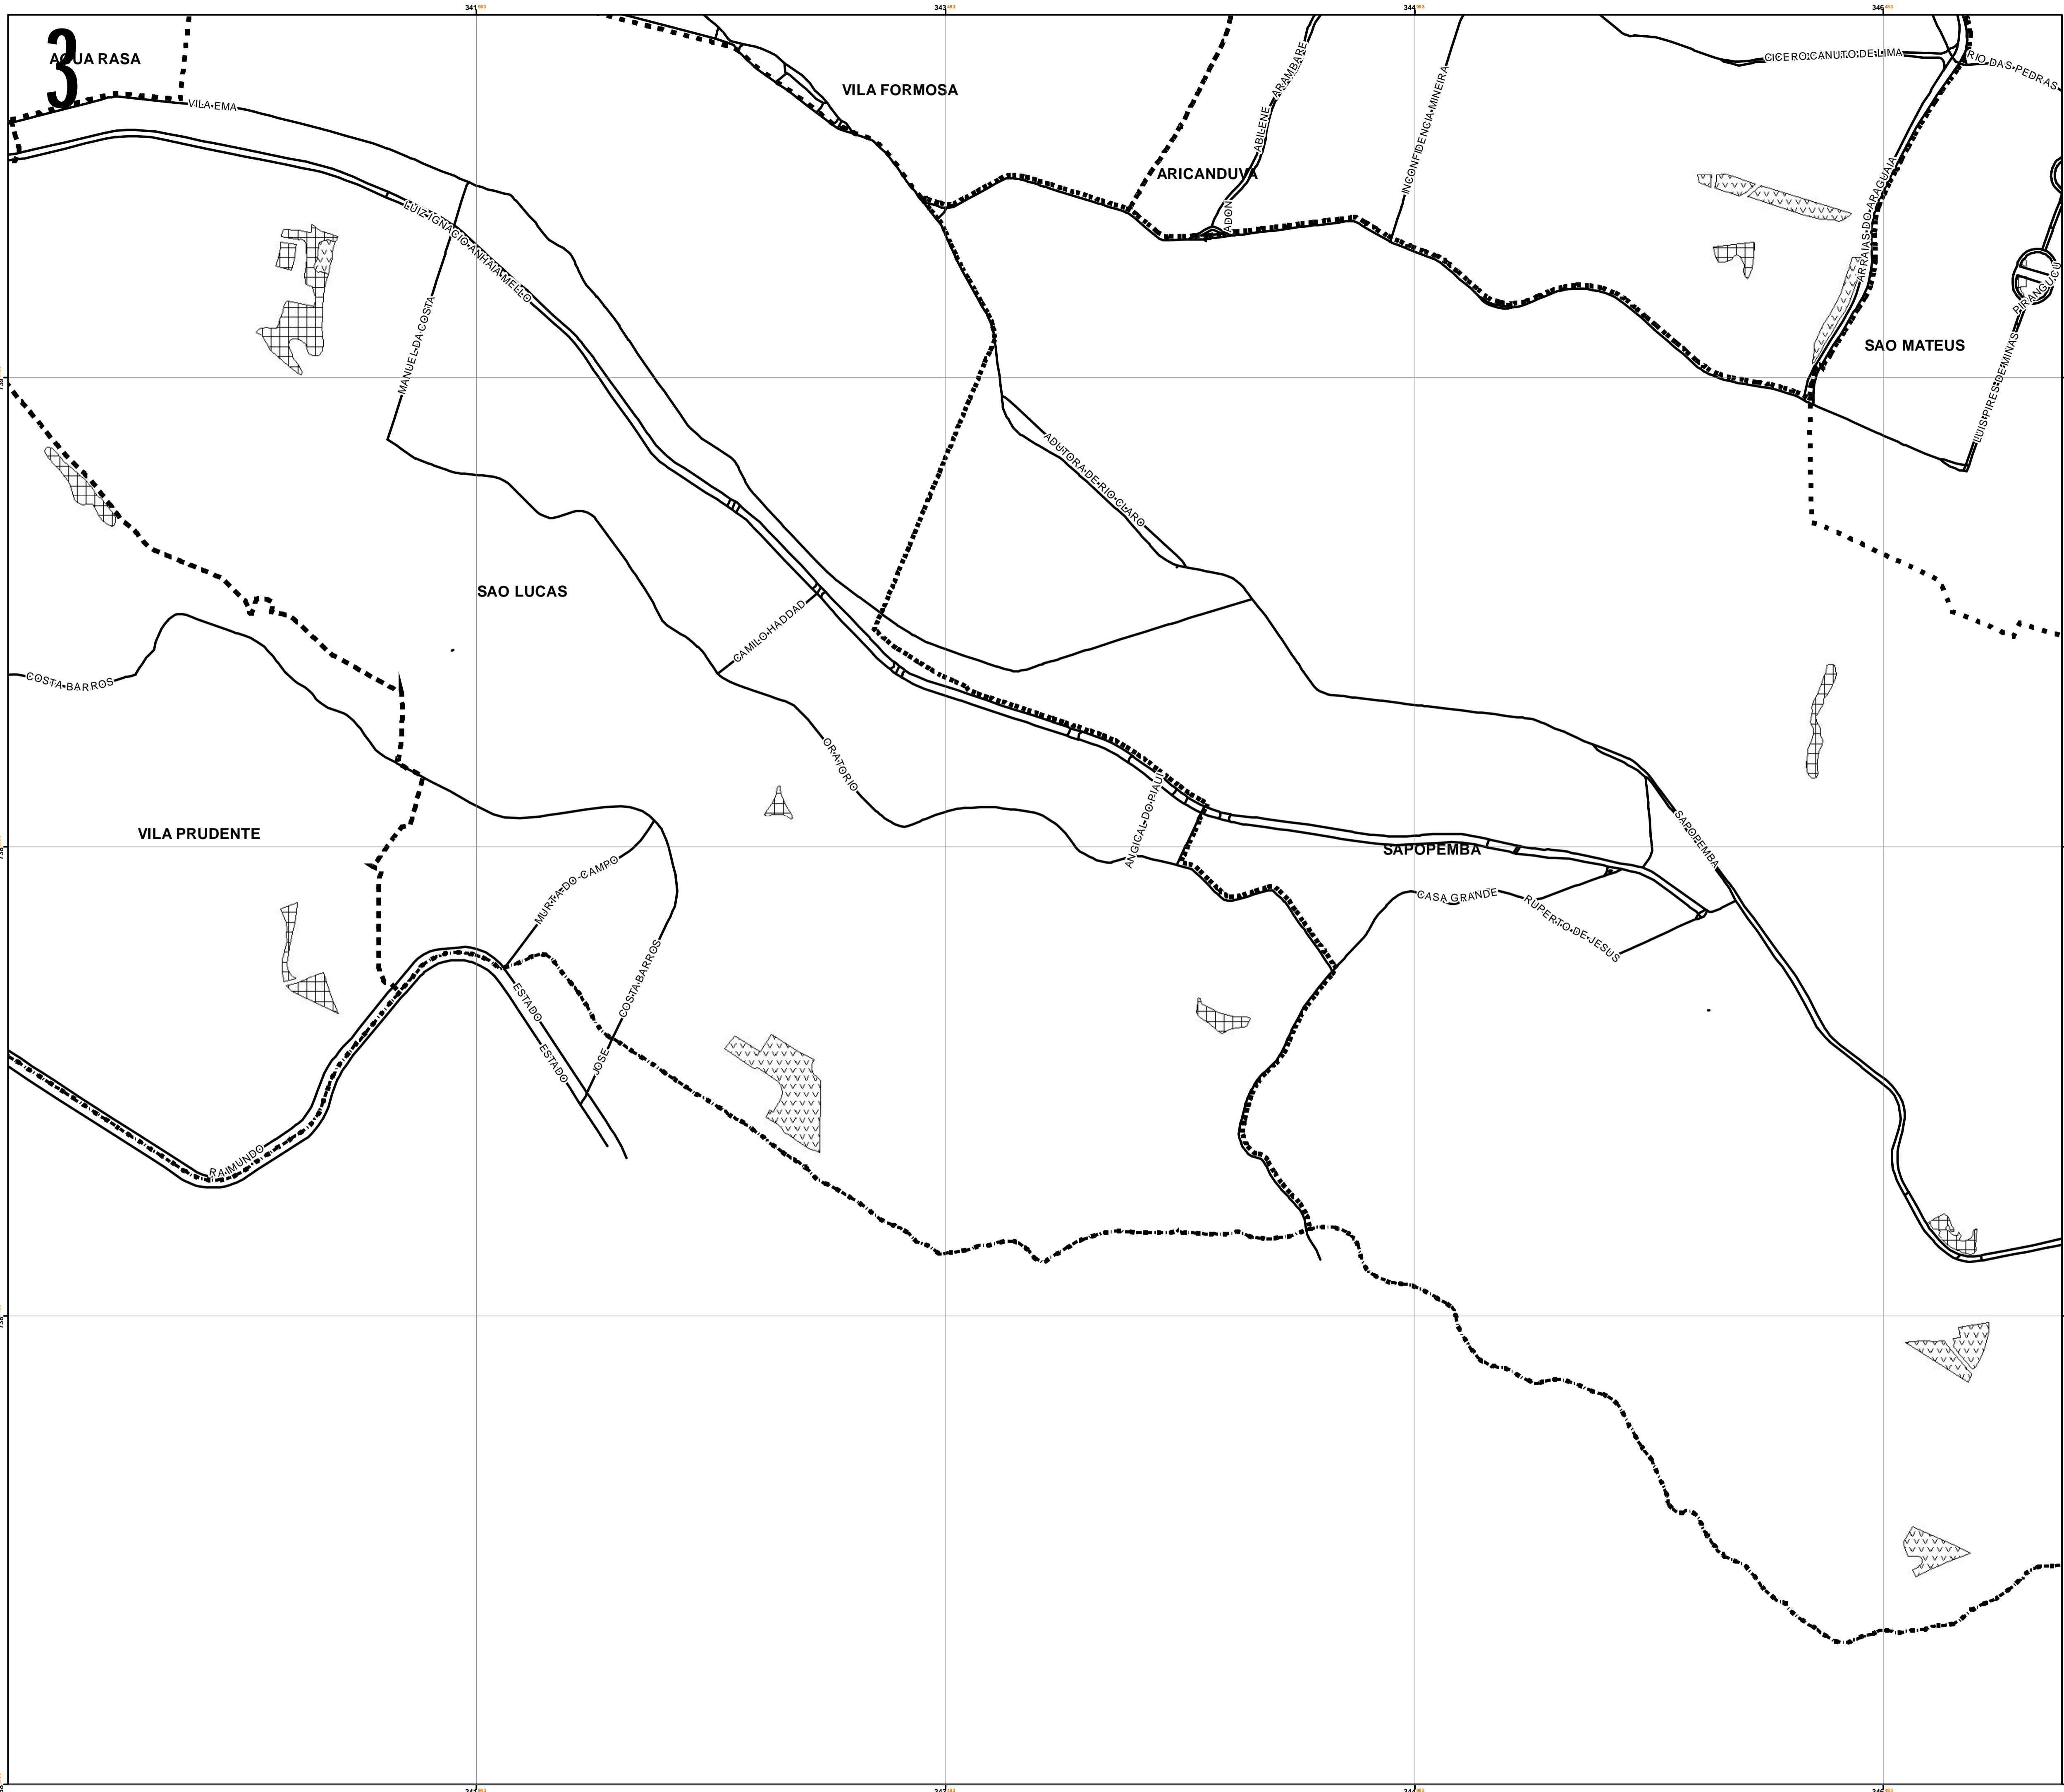 341
343
344
346
3
AGUA RASA
VILA EMA
VILA FORMOSA
ARICANDUVA
ABILENE
ARAMBARE
ADON
INCONFIDENCIA MINEIRA
CICERO CANUTO DE LIMA
RIO DAS PEDRAS
ARRAIAS DO ARAGUAIA
SAO MATEUS
LUIS PIRES DE MINAS
LUIZ IGNACIO ANHAIA MELLO
MANUEL DA COSTA
ADUTORA DE RIO CLARO
SAO LUCAS
CAMILO HADDAD
COSTA BARROS
ORATORIO
ANGICAL DO PIAUI
SAPOPEMBA
SAPOPEMBA
VILA PRUDENTE
MURTA DO CAMPO
CASA GRANDE
RUPERTO DE JESUS
COSTA BARROS
JOSE
ESTADO
ESTADO
RAIMUNDO